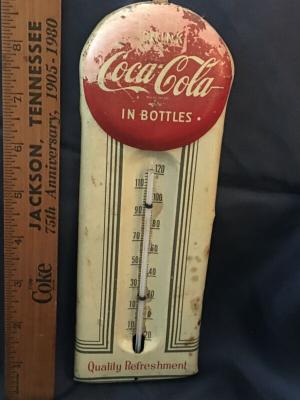 DRINK
Coca-Cola
IN BOTTLES
120
110
100
90
80
70
60
50
40
30
20
Quality Refreshment
JACKSON, TENNESSEE
75th Anniversary, 1905-1980
Coke
8
7
6
5
4
3
2